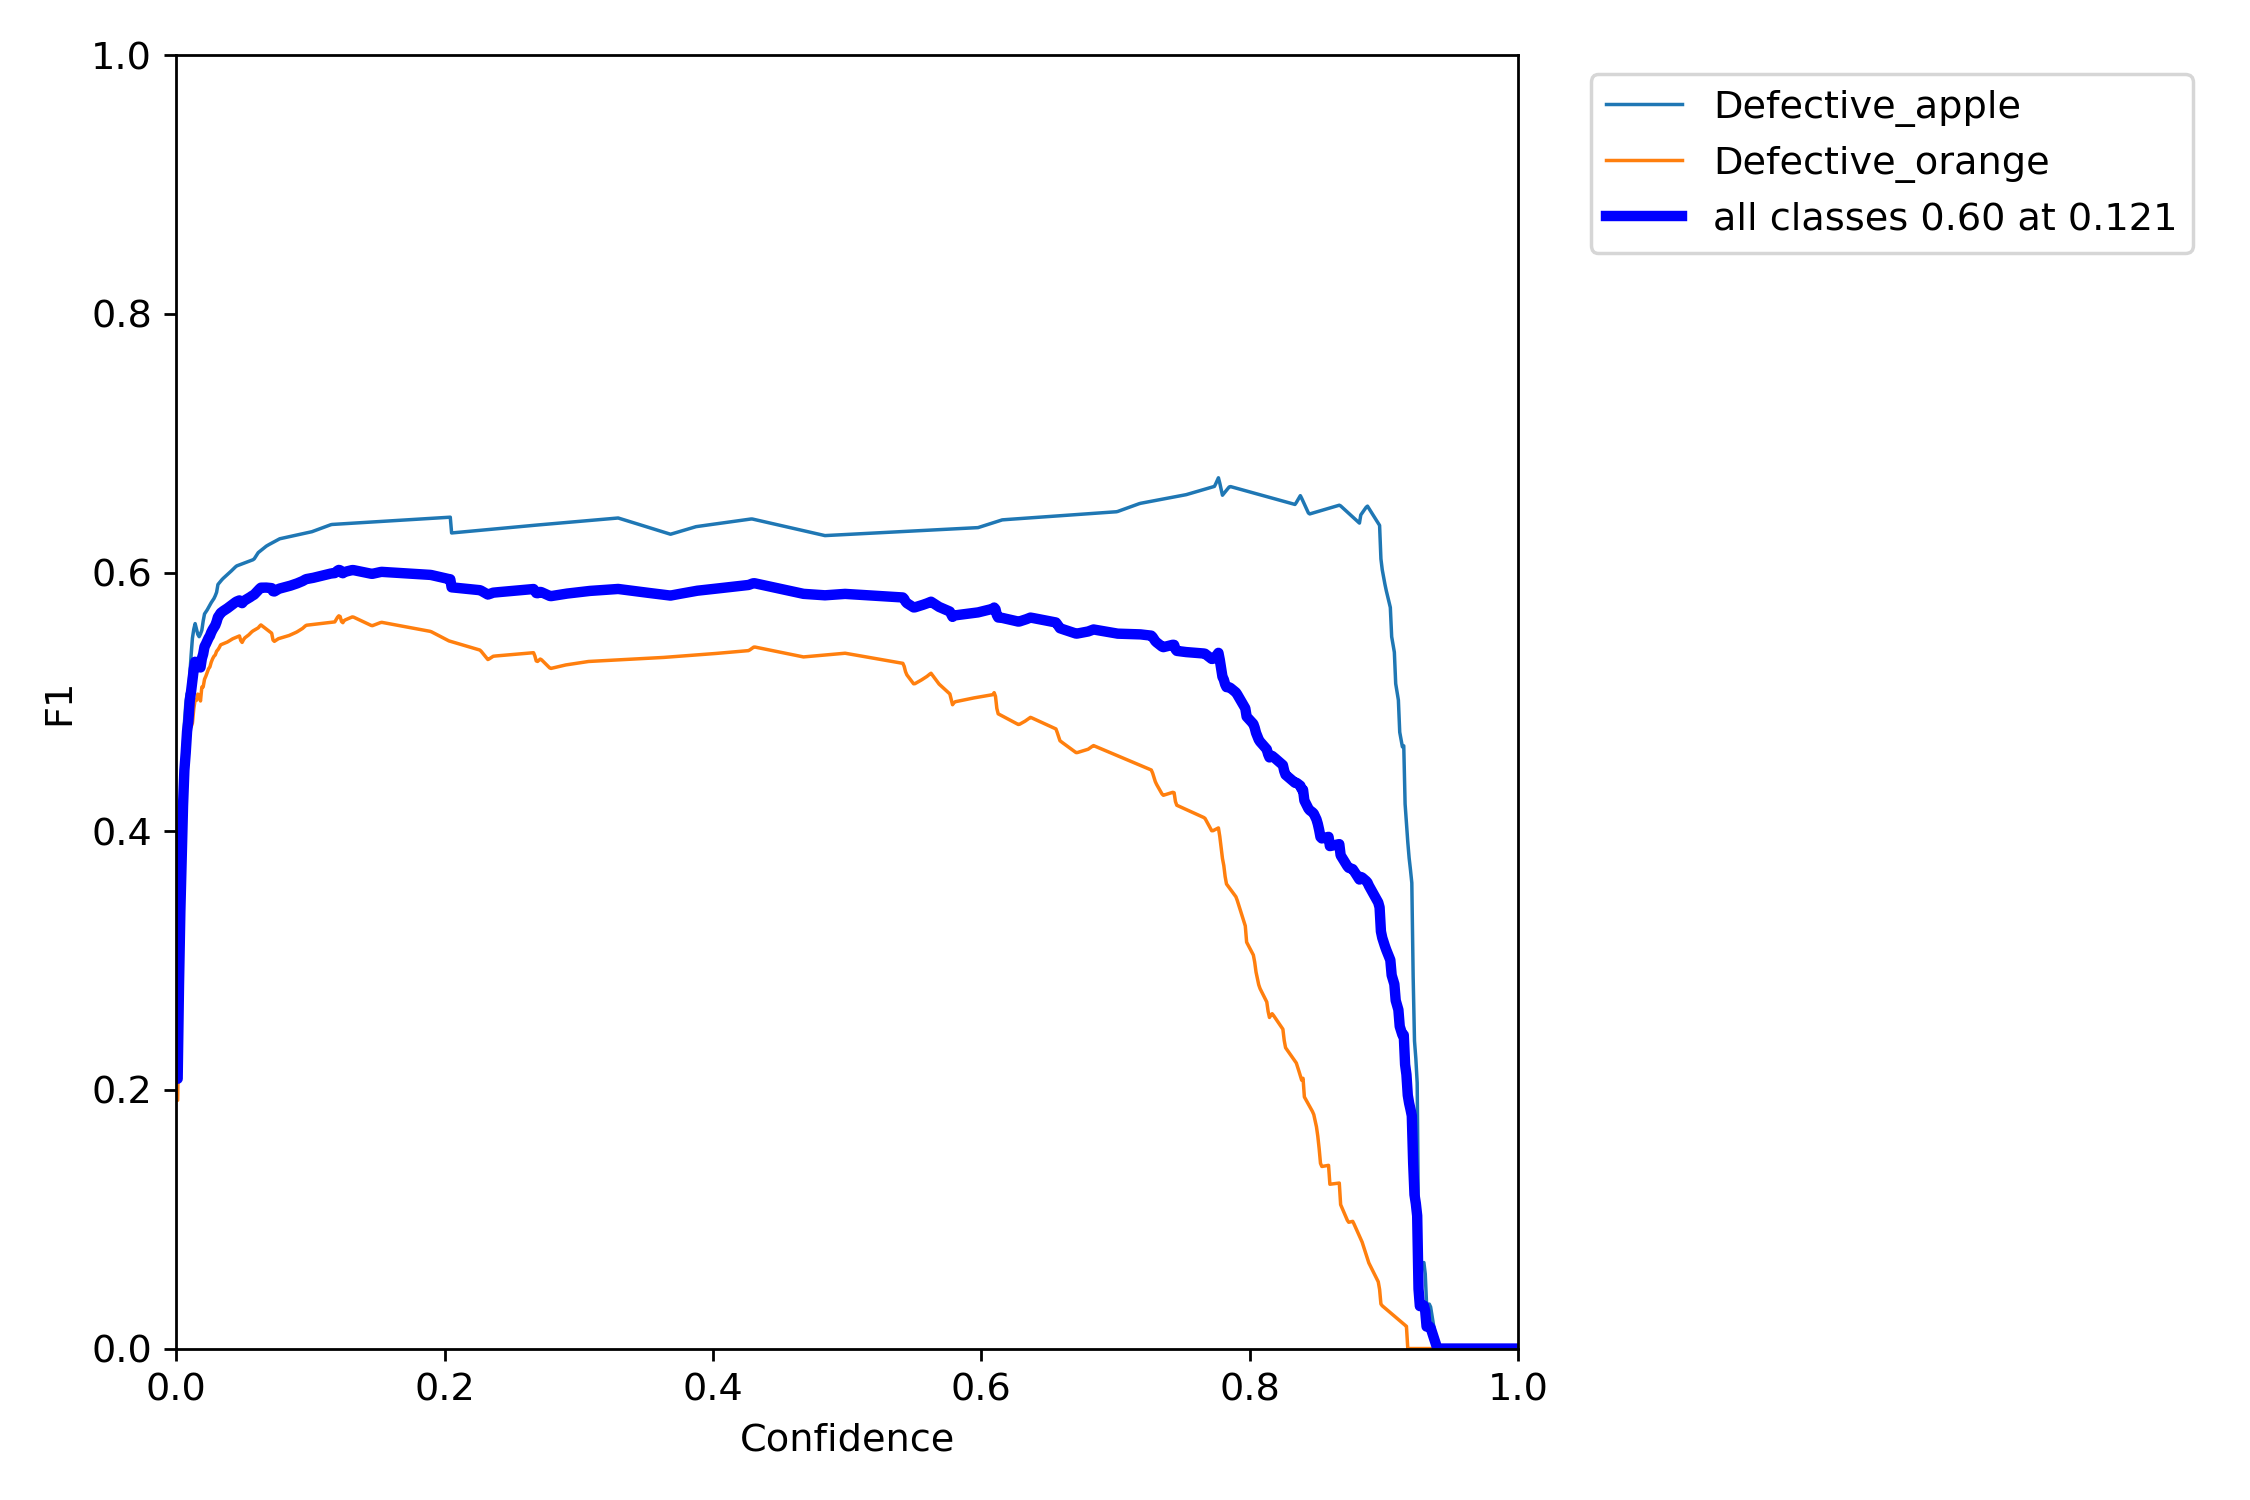 1.0
0.8
0.6
0.4
0.2
0.0
F1
0.0 0.2 0.4 0.6 0.8 1.0
Confidence
Defective_apple
Defective_orange
all classes 0.60 at 0.121